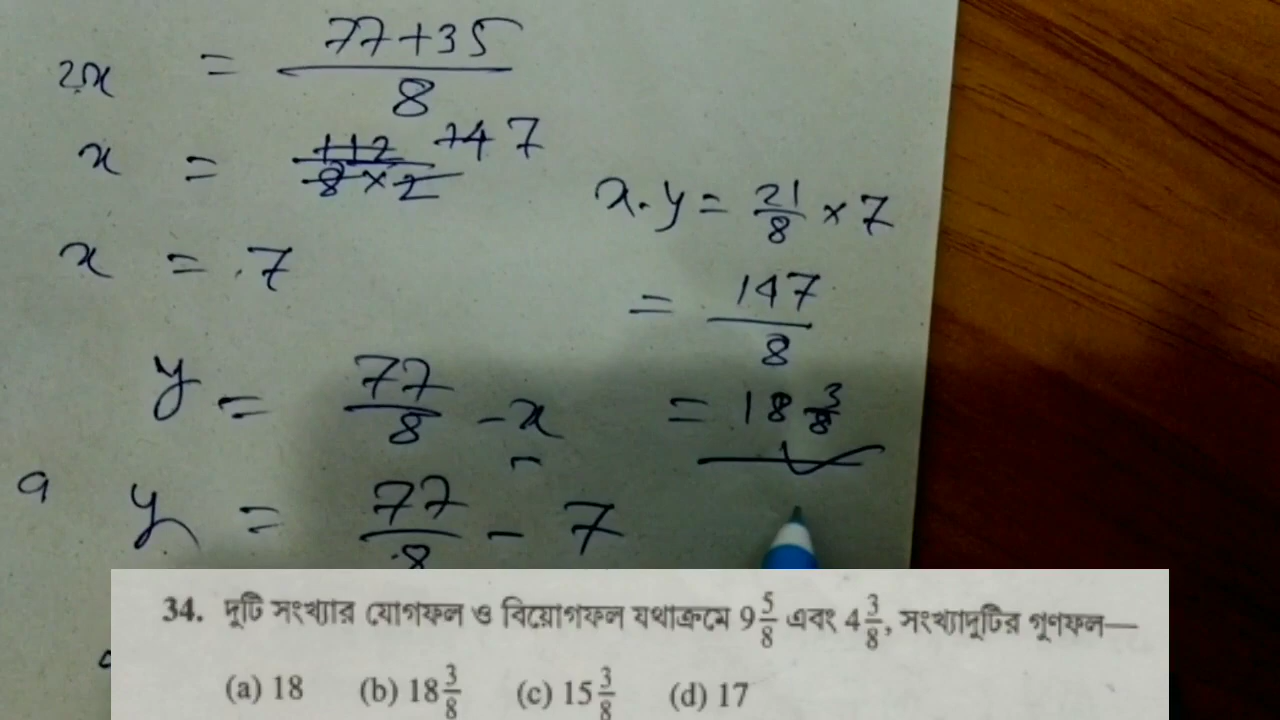 2x = 77+35 / 8
x = 112 / 8×2 7
x = 7
y = 77/8 - x
y = 77/8 - 7
x.y = 21/8 × 7
= 147/8
= 18 3/8
34. দুটি সংখ্যার যোগফল ও বিয়োগফল যথাক্রমে 9 5/8 এবং 4 3/8, সংখ্যাদুটির গুণফল—
(a) 18 (b) 18 3/8 (c) 15 3/8 (d) 17